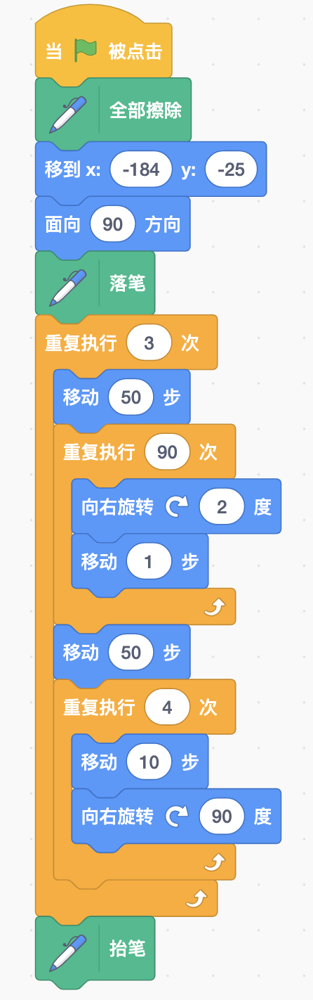 当 被点击
全部擦除
移到 x: -184 y: -25
面向 90 方向
落笔
重复执行 3 次
移动 50 步
重复执行 90 次
向右旋转 2 度
移动 1 步
移动 50 步
重复执行 4 次
移动 10 步
向右旋转 90 度
抬笔